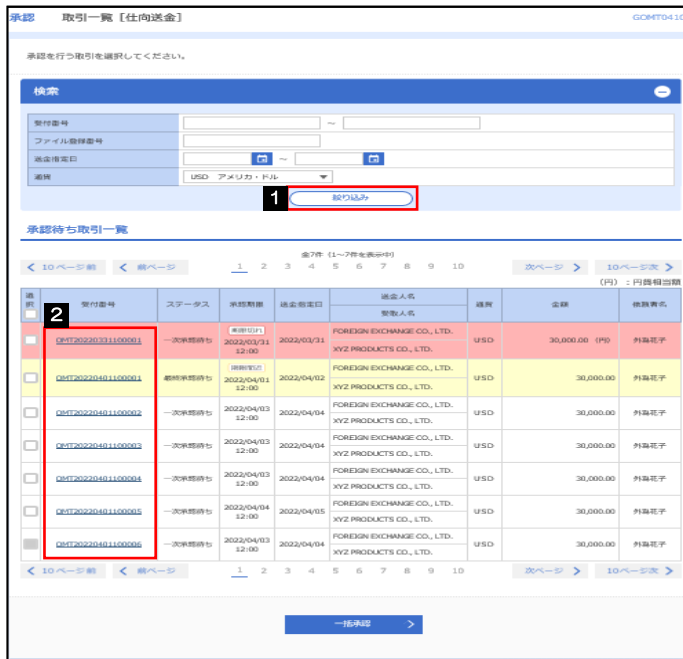 承認 取引一覧［仕向送金］ GOMT0410
承認を行う取引を選択してください。
検索
受付番号 ～
ファイル登録番号
送金指定日 ～
通貨 USD アメリカ・ドル
1 絞り込み
承認待ち取引一覧
全7件（1～7件を表示中）
10ページ前 前ページ 1 2 3 4 5 6 7 8 9 10 次ページ 10ページ次
（円）：円貨相当額
選択 受付番号 ステータス 承認期限 送金指定日 送金人名 受取人名 通貨 金額 依頼者名
2
OMT20220331100001 一次承認待ち 期限切れ 2022/03/31 12:00 2022/03/31 FOREIGN EXCHANGE CO., LTD. XYZ PRODUCTS CO., LTD. USD 30,000.00 (円) 外為花子
OMT20220401100001 最終承認待ち 期限間近 2022/04/01 12:00 2022/04/02 FOREIGN EXCHANGE CO., LTD. XYZ PRODUCTS CO., LTD. USD 30,000.00 外為花子
OMT20220401100002 一次承認待ち 2022/04/03 12:00 2022/04/04 FOREIGN EXCHANGE CO., LTD. XYZ PRODUCTS CO., LTD. USD 30,000.00 外為花子
OMT20220401100003 一次承認待ち 2022/04/03 12:00 2022/04/04 FOREIGN EXCHANGE CO., LTD. XYZ PRODUCTS CO., LTD. USD 30,000.00 外為花子
OMT20220401100004 一次承認待ち 2022/04/03 12:00 2022/04/04 FOREIGN EXCHANGE CO., LTD. XYZ PRODUCTS CO., LTD. USD 30,000.00 外為花子
OMT20220401100005 一次承認待ち 2022/04/04 12:00 2022/04/05 FOREIGN EXCHANGE CO., LTD. XYZ PRODUCTS CO., LTD. USD 30,000.00 外為花子
OMT20220401100006 一次承認待ち 2022/04/03 12:00 2022/04/04 FOREIGN EXCHANGE CO., LTD. XYZ PRODUCTS CO., LTD. USD 30,000.00 外為花子
10ページ前 前ページ 1 2 3 4 5 6 7 8 9 10 次ページ 10ページ次
一括承認